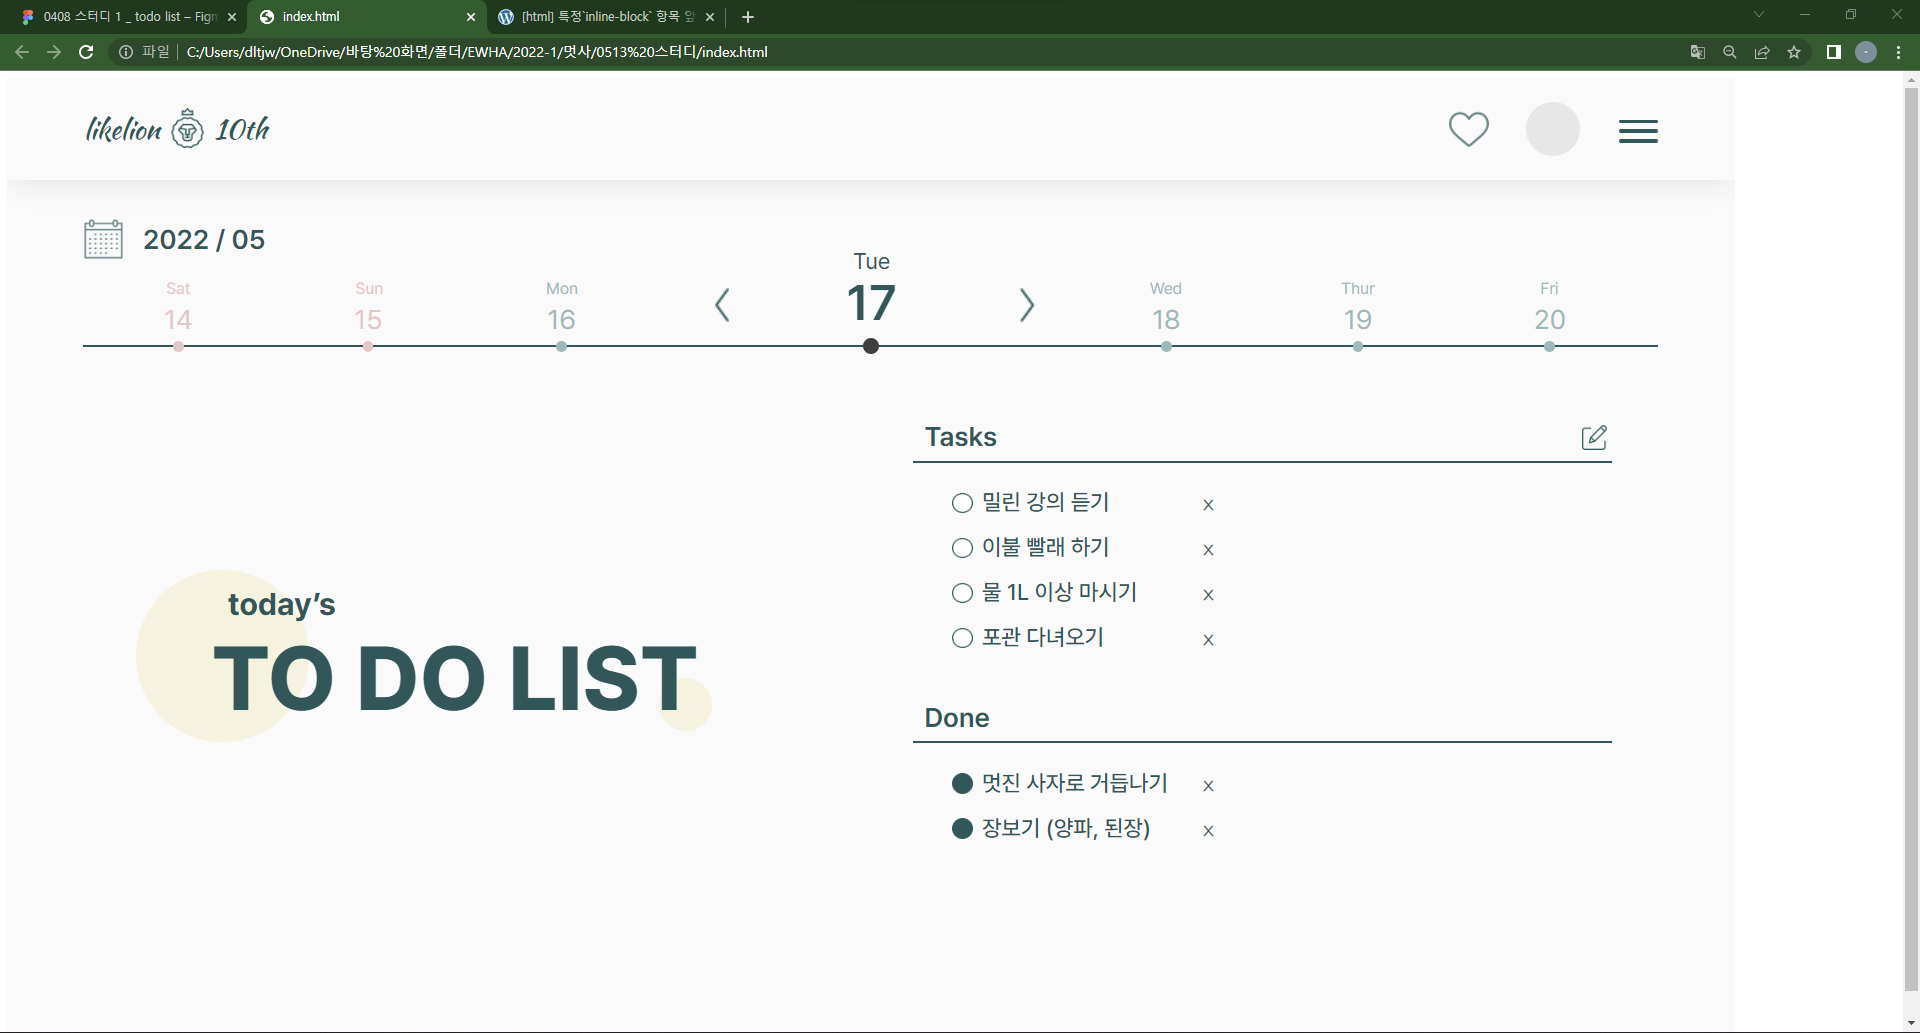 0408 스터디 1 _ todo list – Figm
index.html
[html] 특정`inline-block` 항목 앞
파일 C:/Users/dltjw/OneDrive/바탕%20화면/폴더/EWHA/2022-1/멋사/0513%20스터디/index.html
likelion 10th
2022 / 05
Sat Sun Mon Tue Wed Thur Fri
14 15 16 17 18 19 20
Tasks
밀린 강의 듣기 x
이불 빨래 하기 x
물 1L 이상 마시기 x
포관 다녀오기 x
today’s
TO DO LIST
Done
멋진 사자로 거듭나기 x
장보기 (양파, 된장) x